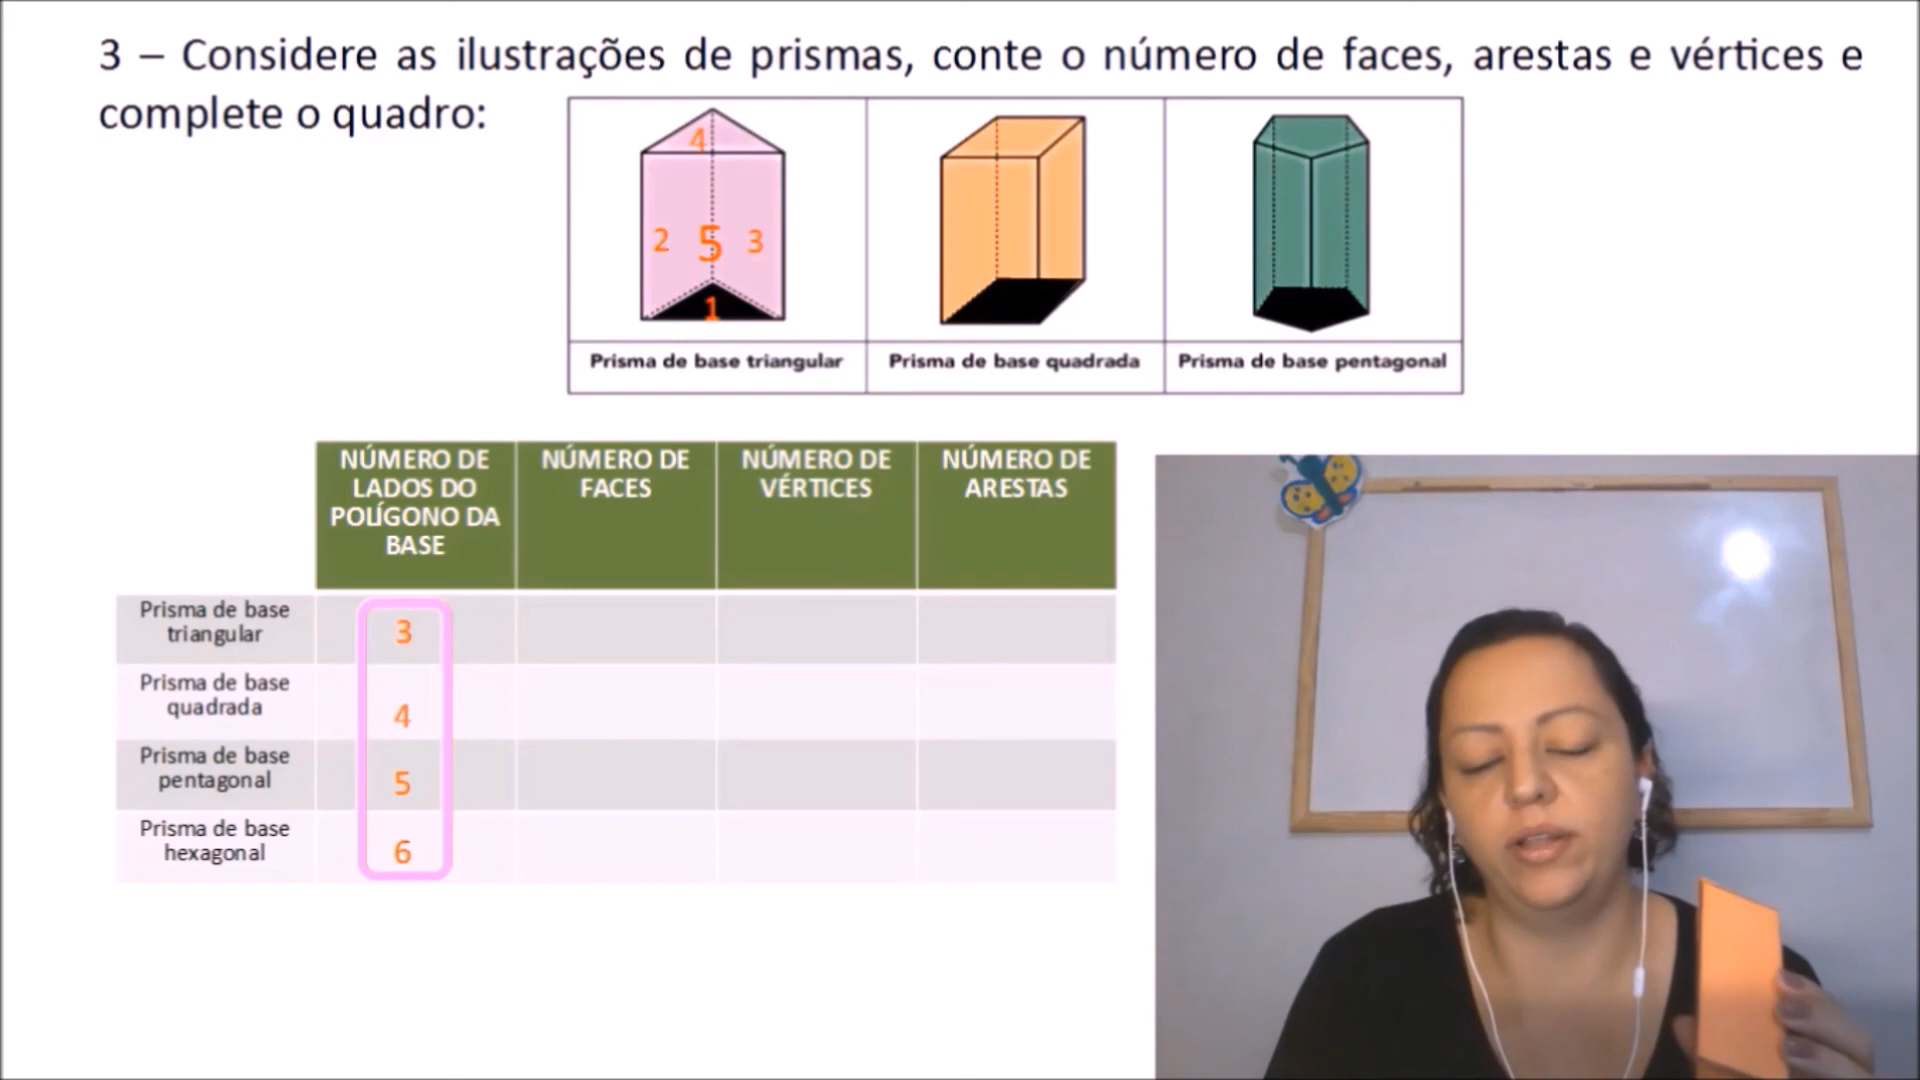 3 – Considere as ilustrações de prismas, conte o número de faces, arestas e vértices e
complete o quadro:
4
2 5 3
1
Prisma de base triangular
Prisma de base quadrada
Prisma de base pentagonal
NÚMERO DE
LADOS DO
POLÍGONO DA
BASE
NÚMERO DE
FACES
NÚMERO DE
VÉRTICES
NÚMERO DE
ARESTAS
Prisma de base
triangular
3
Prisma de base
quadrada
4
Prisma de base
pentagonal
5
Prisma de base
hexagonal
6